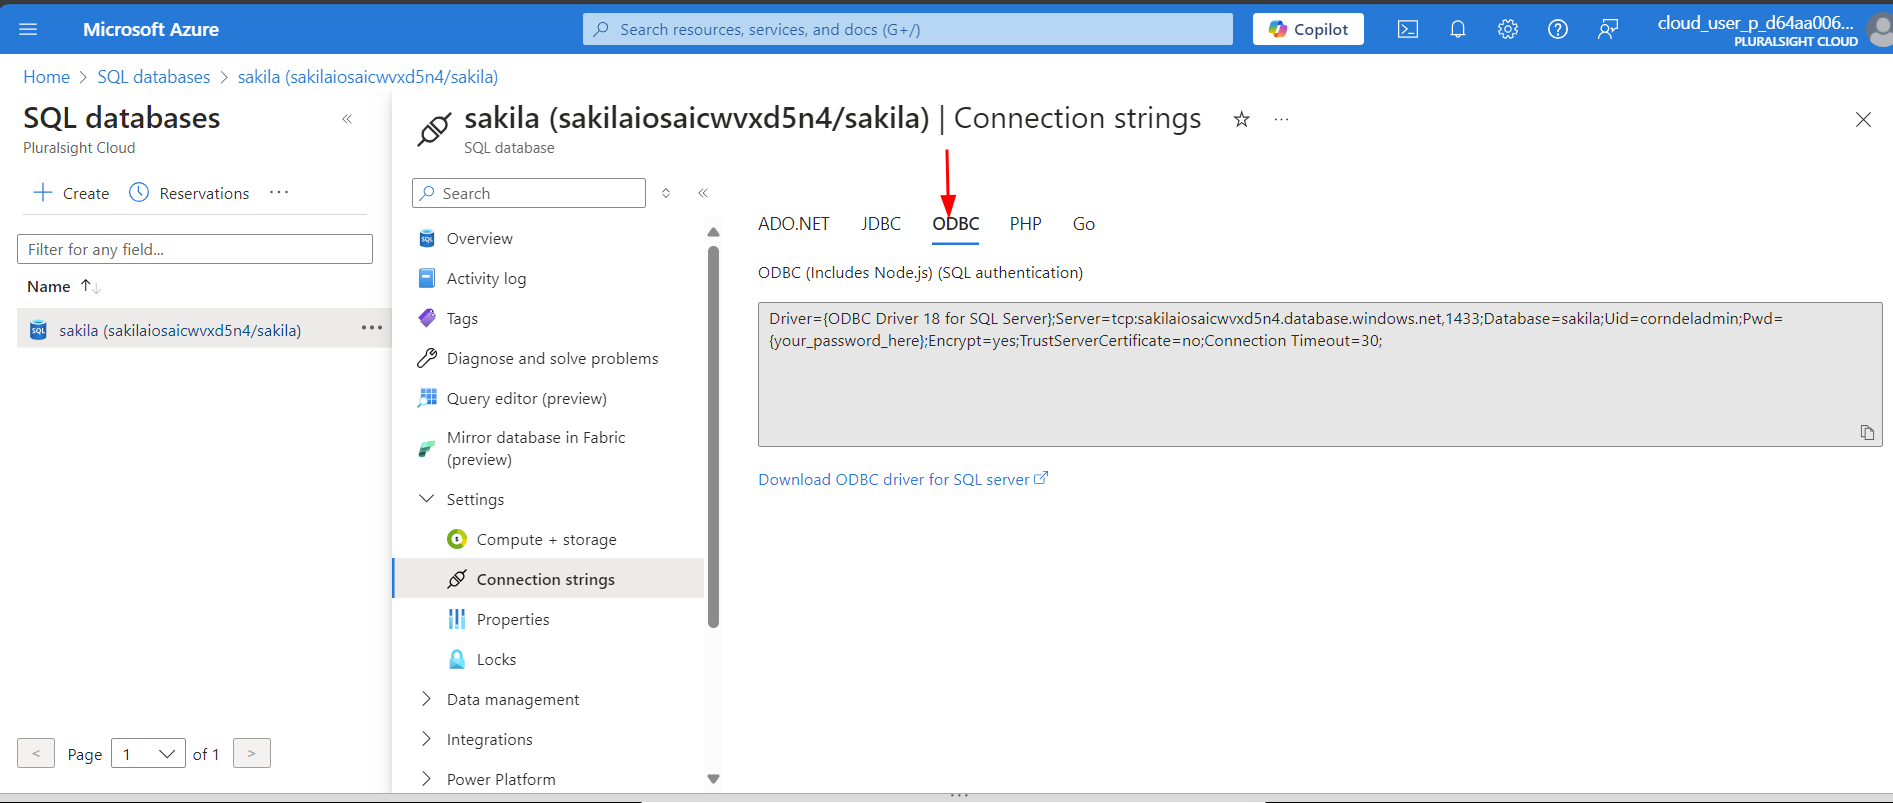 Microsoft Azure
Search resources, services, and docs (G+/)
Copilot
cloud_user_p_d64aa006...
PLURALSIGHT CLOUD
Home > SQL databases > sakila (sakilaiosaicwvxd5n4/sakila)
SQL databases
Pluralsight Cloud
Create
Reservations
Filter for any field...
Name
sakila (sakilaiosaicwvxd5n4/sakila)
< Page 1 of 1 >
sakila (sakilaiosaicwvxd5n4/sakila) | Connection strings
SQL database
Search
Overview
Activity log
Tags
Diagnose and solve problems
Query editor (preview)
Mirror database in Fabric
(preview)
Settings
Compute + storage
Connection strings
Properties
Locks
Data management
Integrations
Power Platform
ADO.NET JDBC ODBC PHP Go
ODBC (Includes Node.js) (SQL authentication)
Driver={ODBC Driver 18 for SQL Server};Server=tcp:sakilaiosaicwvxd5n4.database.windows.net,1433;Database=sakila;Uid=corndeladmin;Pwd=
{your_password_here};Encrypt=yes;TrustServerCertificate=no;Connection Timeout=30;
Download ODBC driver for SQL server